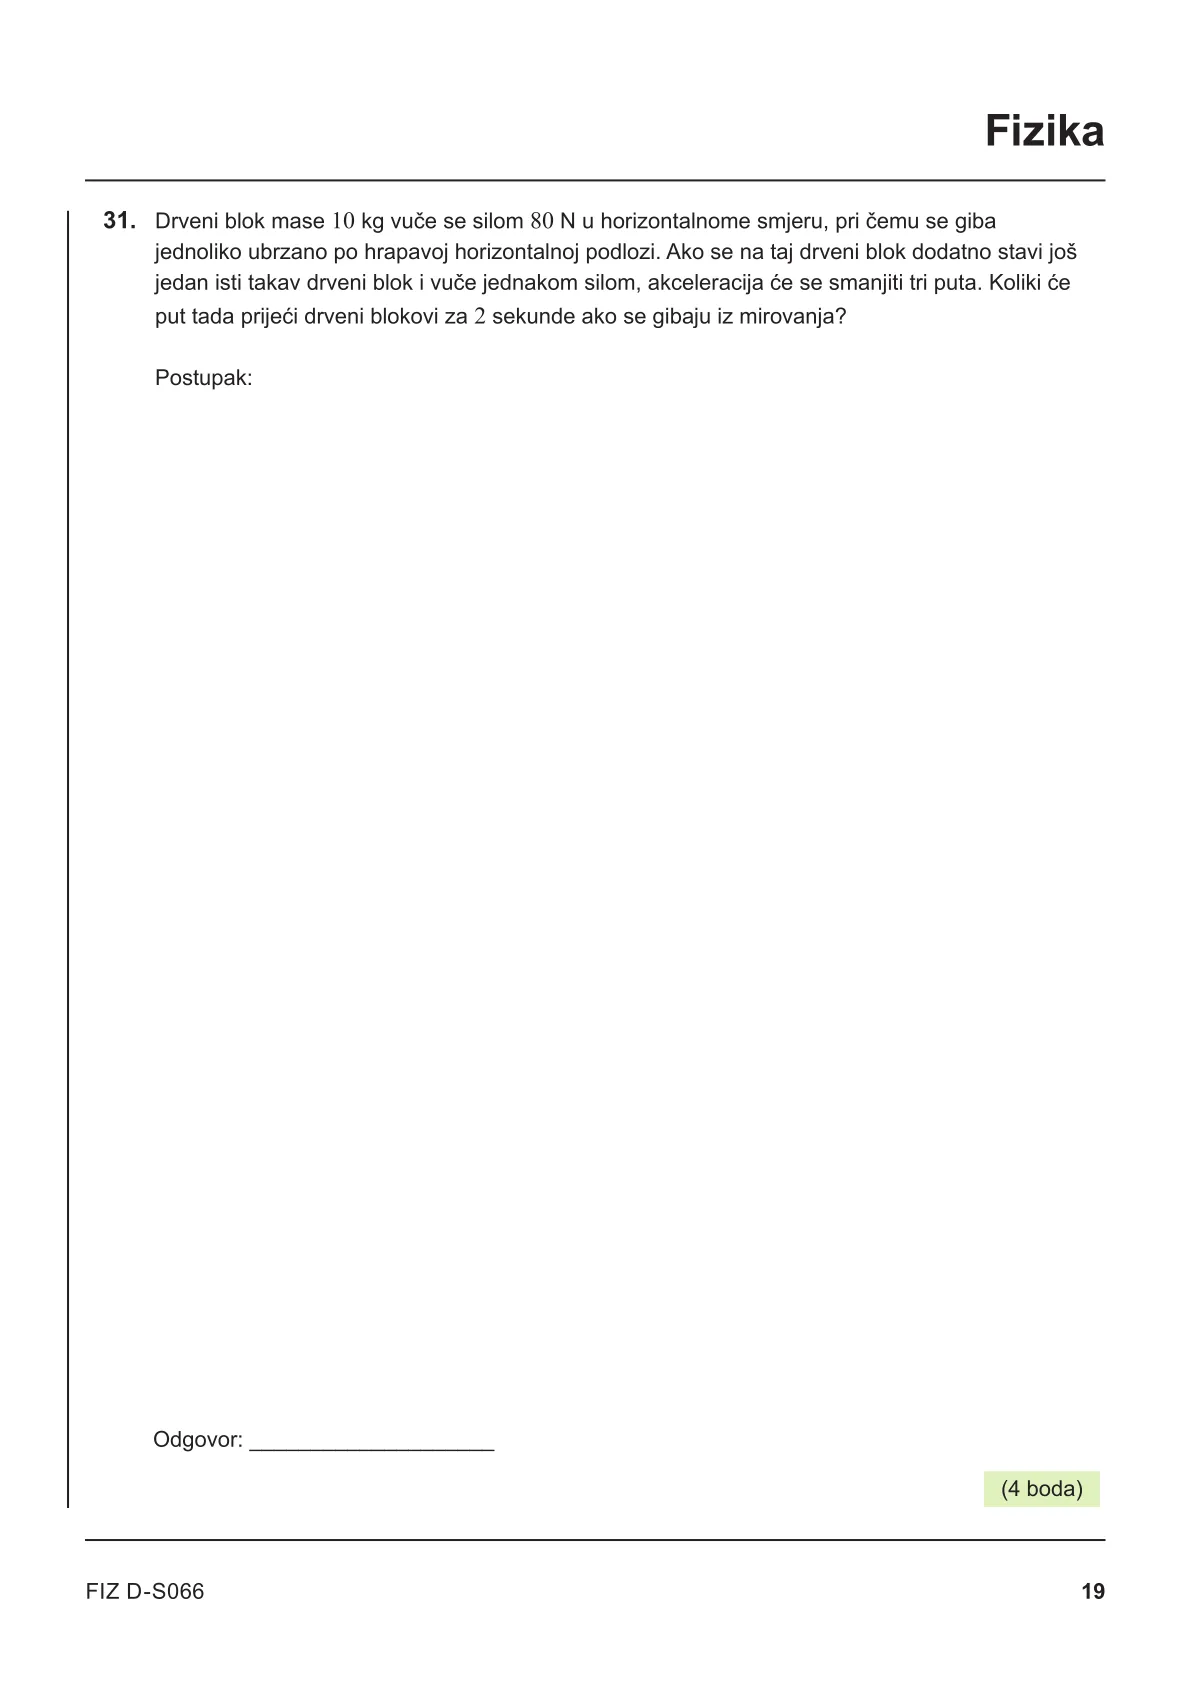 Fizika
31. Drveni blok mase 10 kg vuče se silom 80 N u horizontalnome smjeru, pri čemu se giba
jednoliko ubrzano po hrapavoj horizontalnoj podlozi. Ako se na taj drveni blok dodatno stavi još
jedan isti takav drveni blok i vuče jednakom silom, akceleracija će se smanjiti tri puta. Koliki će
put tada prijeći drveni blokovi za 2 sekunde ako se gibaju iz mirovanja?
Postupak:
Odgovor: ____________________
(4 boda)
FIZ D-S066 19